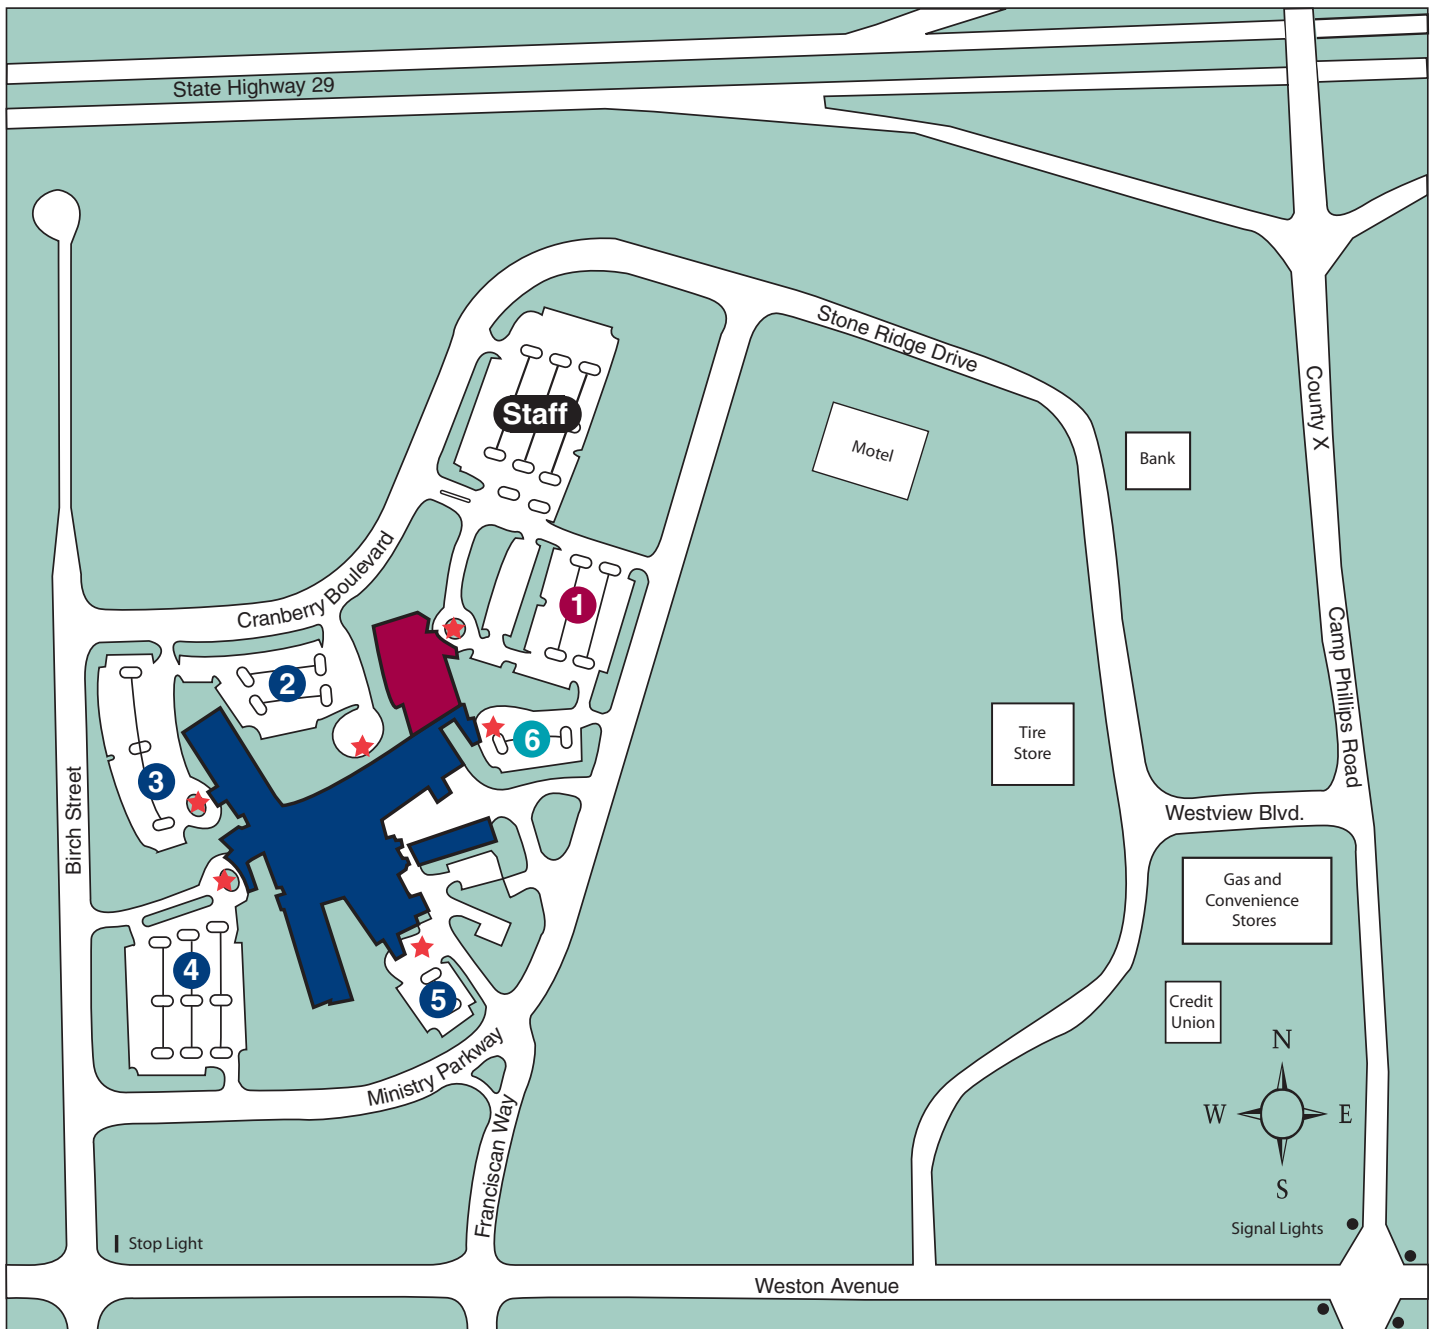 State Highway 29
Stone Ridge Drive
County X
Staff
Motel
Bank
Cranberry Boulevard
1
2
Camp Phillips Road
6
3
Tire
Store
Birch Street
Westview Blvd.
Gas and
Convenience
Stores
4
5
Credit
Union
Ministry Parkway
N
W
E
S
Franciscan Way
Stop Light
Signal Lights
Weston Avenue